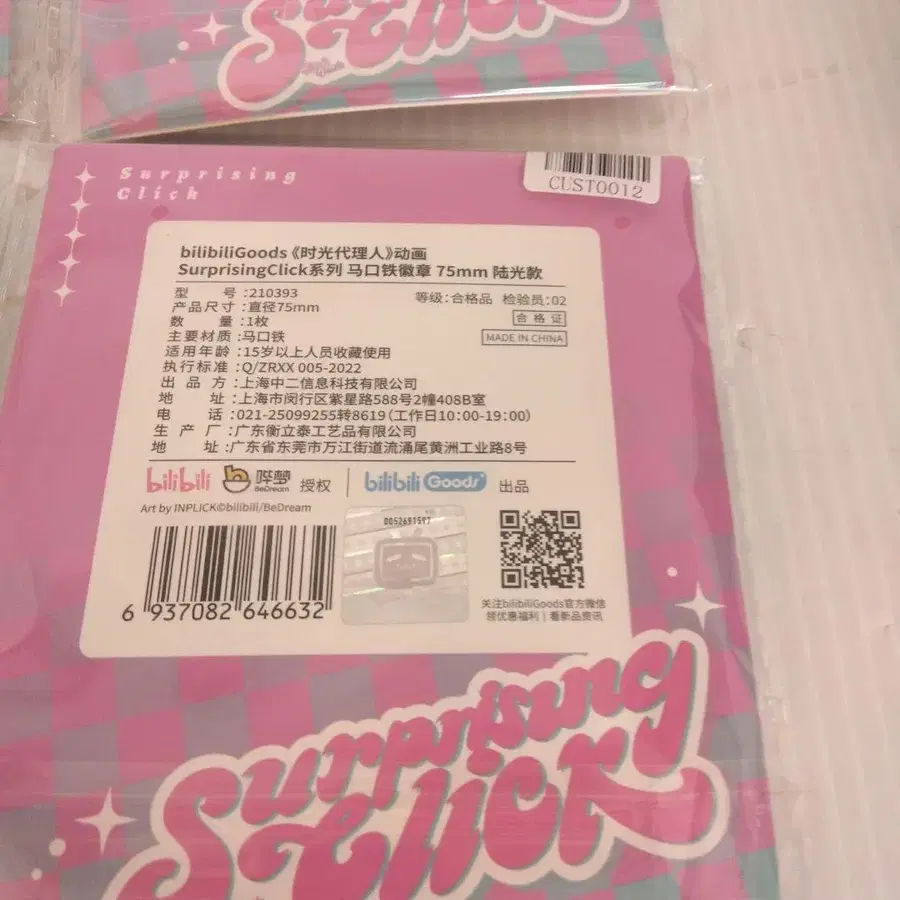 Surprising
Click
CUST0012
bilibiliGoods《时光代理人》动画
SurprisingClick系列 马口铁徽章 75mm 陆光款
型 号:210393
等级:合格品 检验员:02
产品尺寸:直径75mm
合格证
数 量:1枚
MADE IN CHINA
主要材质:马口铁
适用年龄:15岁以上人员收藏使用
执行标准:Q/ZRXX 005-2022
出 品 方:上海中二信息科技有限公司
地 址:上海市闵行区紫星路588号2幢408B室
电 话:021-25099255转8619(工作日10:00-19:00)
生 产 厂:广东衡立泰工艺品有限公司
地 址:广东省东莞市万江街道流涌尾黄洲工业路8号
bilibili 哔梦 BeDream 授权 | bilibili Goods 出品
Art by INPLICK©bilibili/BeDream
0052691597
6 937082 646632
关注bilibiliGoods官方微信
领优惠福利 | 看新品资讯
Surprising
Click